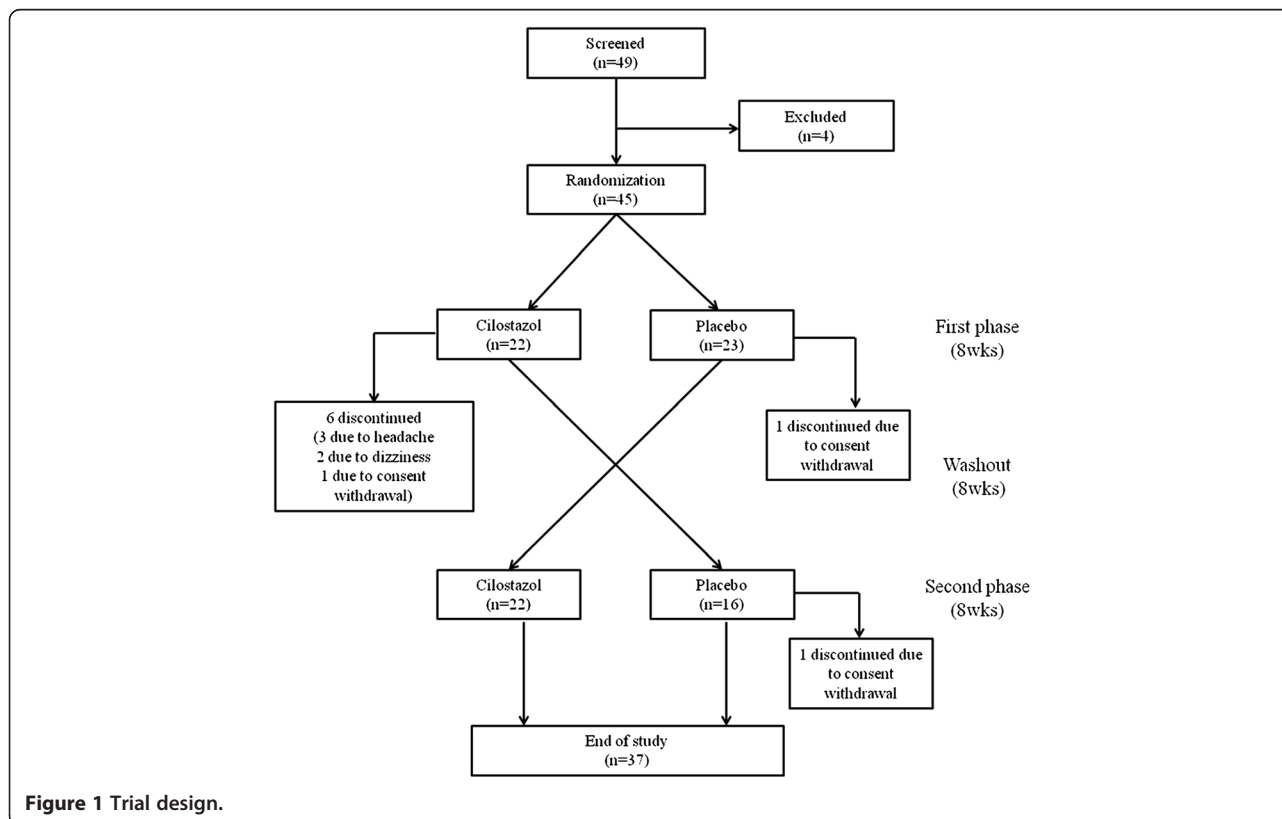 Screened
(n=49)
Excluded
(n=4)
Randomization
(n=45)
Cilostazol
(n=22)
Placebo
(n=23)
First phase
(8wks)
6 discontinued
(3 due to headache
2 due to dizziness
1 due to consent
withdrawal)
1 discontinued due
to consent
withdrawal
Washout
(8wks)
Cilostazol
(n=22)
Placebo
(n=16)
Second phase
(8wks)
1 discontinued due
to consent
withdrawal
End of study
(n=37)
Figure 1 Trial design.